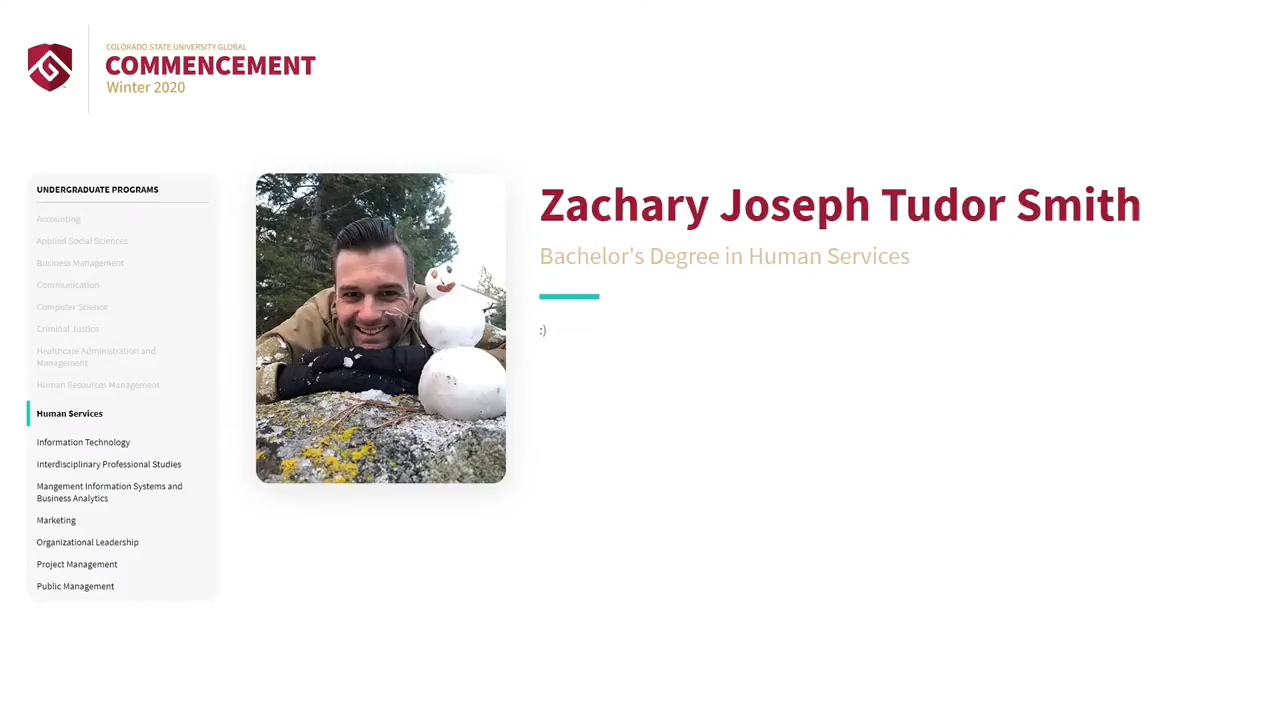 COLORADO STATE UNIVERSITY GLOBAL
COMMENCEMENT
Winter 2020
UNDERGRADUATE PROGRAMS
Accounting
Applied Social Sciences
Business Management
Communication
Computer Science
Criminal Justice
Healthcare Administration and
Management
Human Resources Management
Human Services
Information Technology
Interdisciplinary Professional Studies
Mangement Information Systems and
Business Analytics
Marketing
Organizational Leadership
Project Management
Public Management
Zachary Joseph Tudor Smith
Bachelor's Degree in Human Services
:)